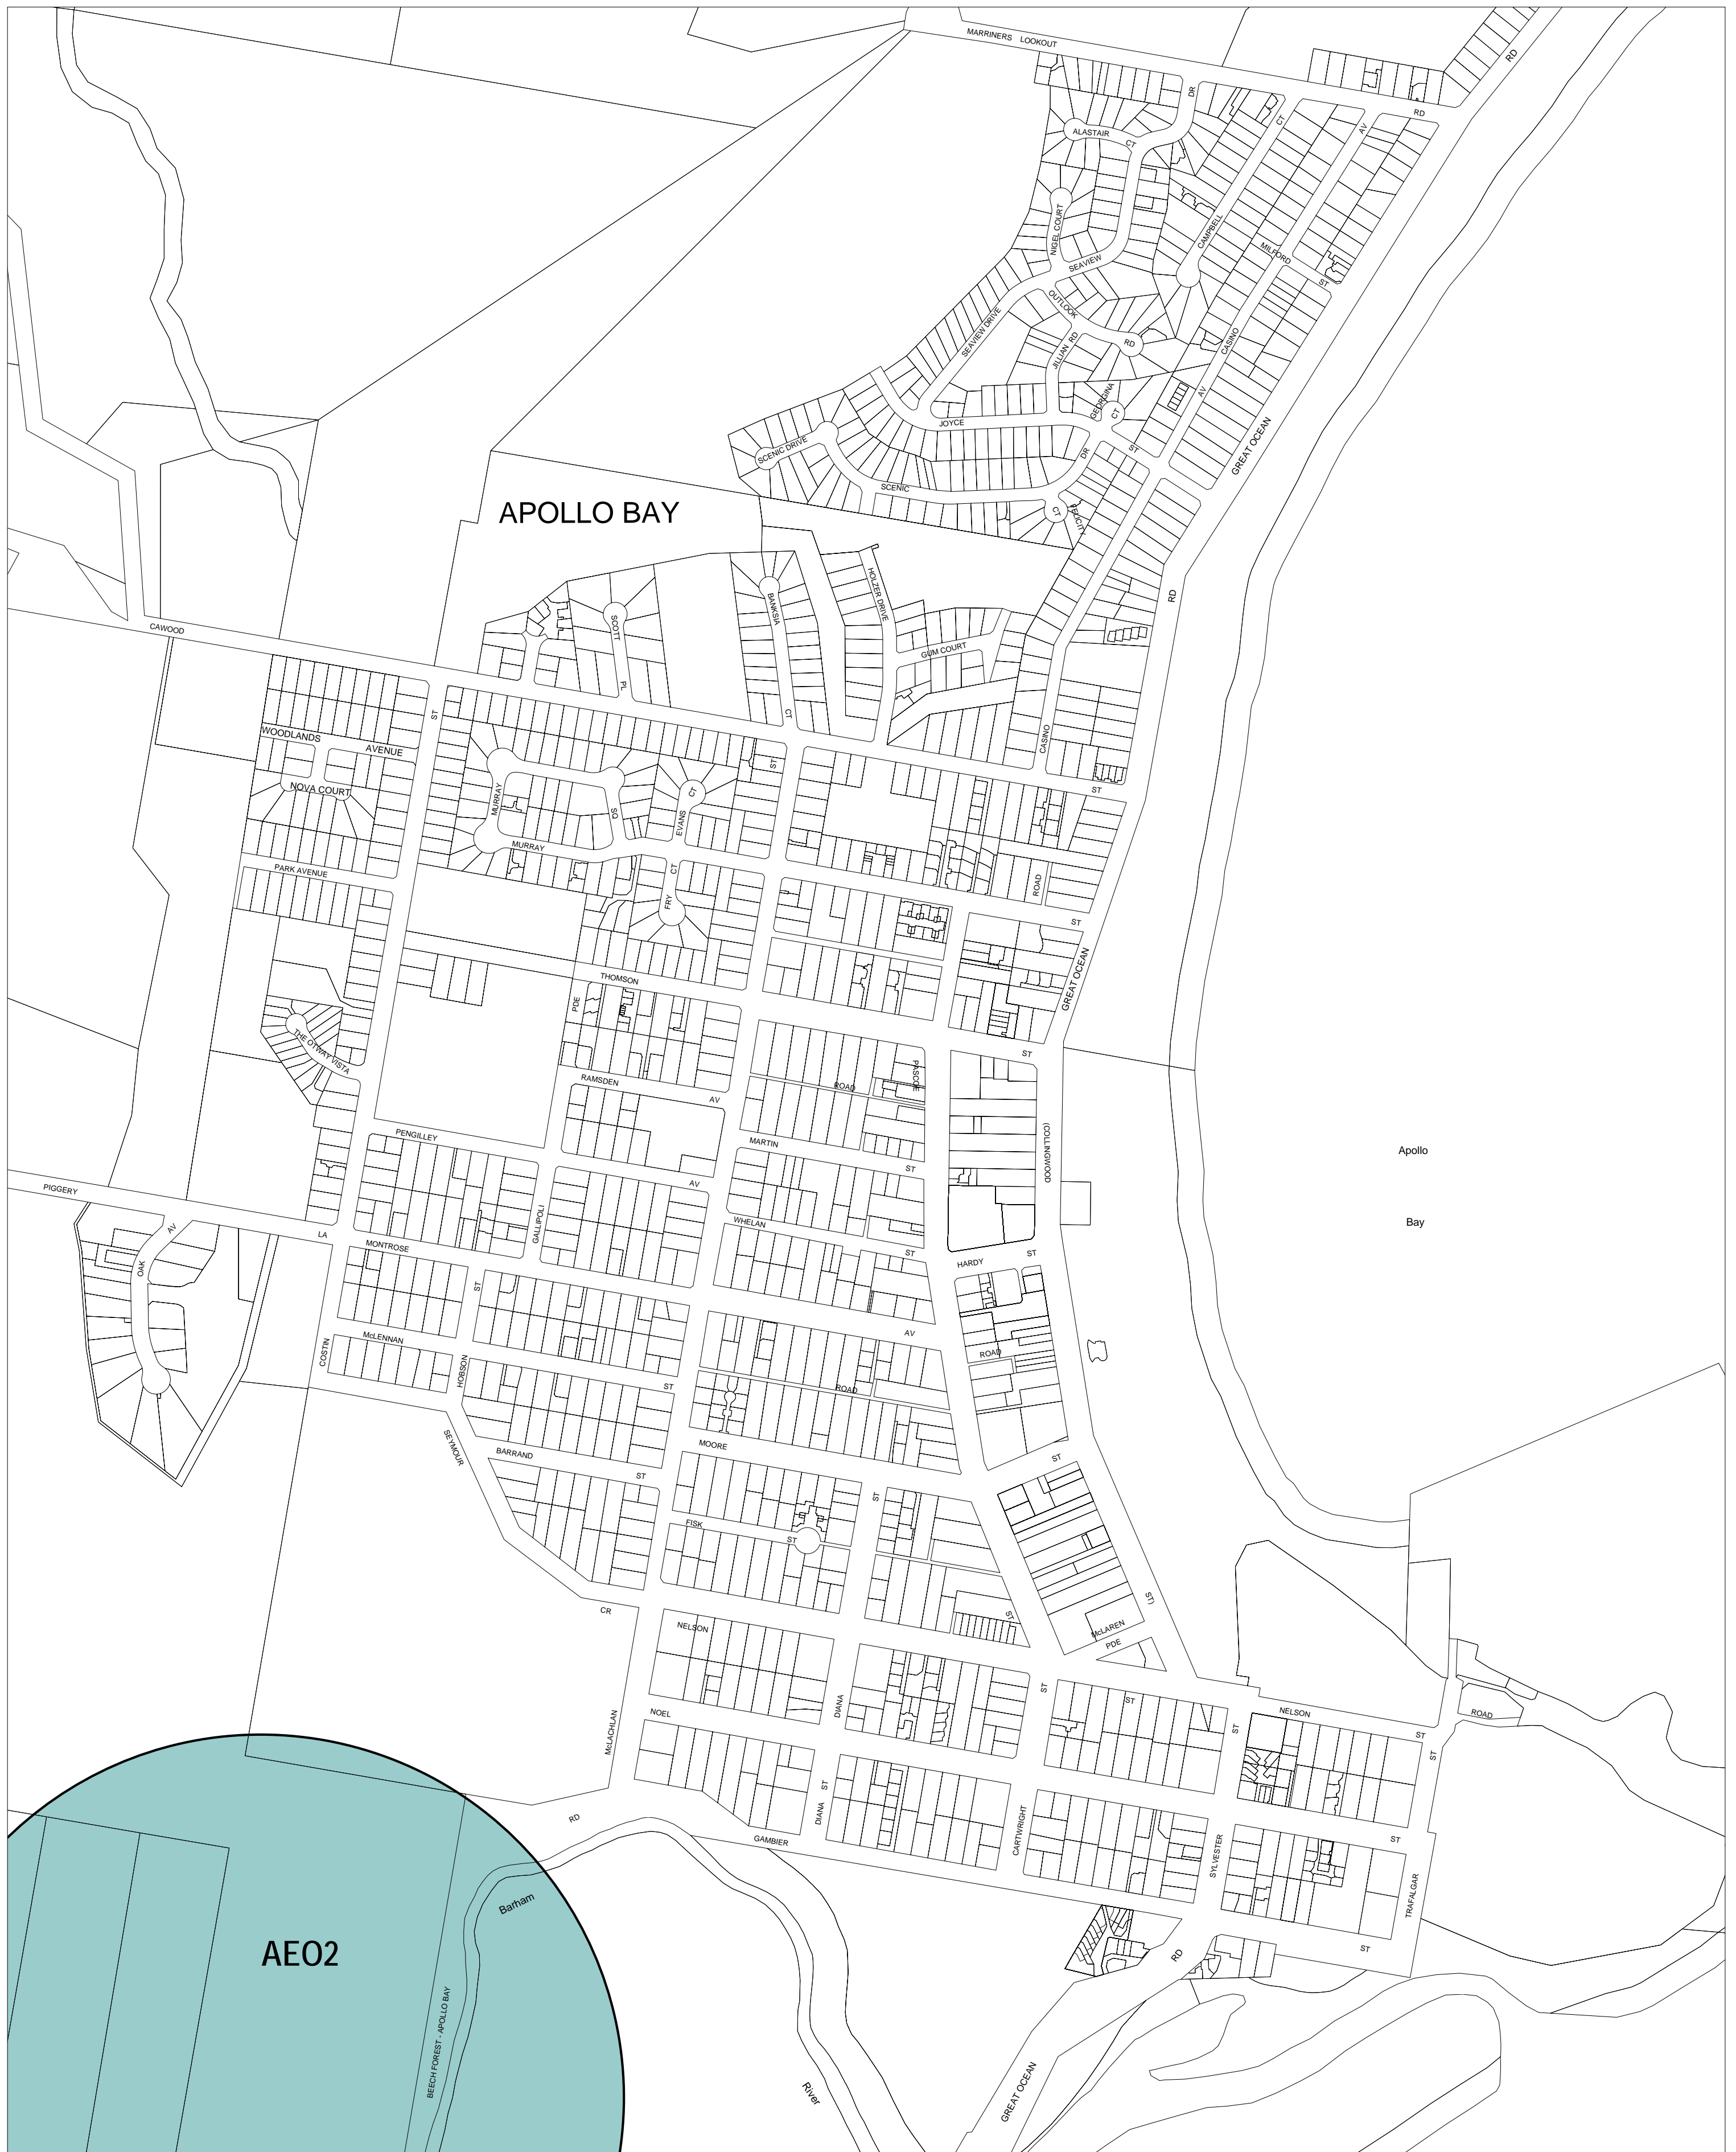 MARRINERS LOOKOUT
RD
RD
DR
CT
AV
ALASTAIR
CT
NIGEL COURT
CAMPBELL
SEAVIEW
MILFORD
ST
OUTLOOK
SEAVIEW DRIVE
JILLIAN RD
RD
CASINO
AV
GEORGINA
CT
JOYCE
ST
GREAT OCEAN
SCENIC DRIVE
DR
SCENIC
CT
FELICITY
APOLLO BAY
HOLZER DRIVE
RD
BANKSIA
SCOTT
CAWOOD
GUM COURT
PL
CT
ST
CASINO
WOODLANDS
AVENUE
ST
NOVA COURT
MURRAY
SQ
CT
EVANS
ST
MURRAY
PARK AVENUE
CT
FRY
ROAD
ST
THOMSON
PDE
GREAT OCEAN
THE OTWAY VISTA
ST
RAMSDEN
AV
ROAD
PASCOE
PENGILLEY
MARTIN
ST
(COLLINGWOOD
Apollo
PIGGERY
AV
GALLIPOLI
WHELAN
ST
Bay
AV
LA
MONTROSE
HARDY
ST
OAK
ST
AV
COSTIN
McLENNAN
HOBSON
ROAD
ST
ROAD
SEYMOUR
BARRAND
MOORE
ST
ST
ST
FISK
ST
CR
NELSON
ST
ST)
McLAREN
PDE
McLACHLAN
NOEL
DIANA
ST
ST
ST
NELSON
ST
ROAD
ST
RD
DIANA ST
GAMBIER
CARTWRIGHT
SYLVESTER
ST
TRAFALGAR
Barham
AEO2
RD
ST
BEECH FOREST - APOLLO BAY
River
GREAT OCEAN